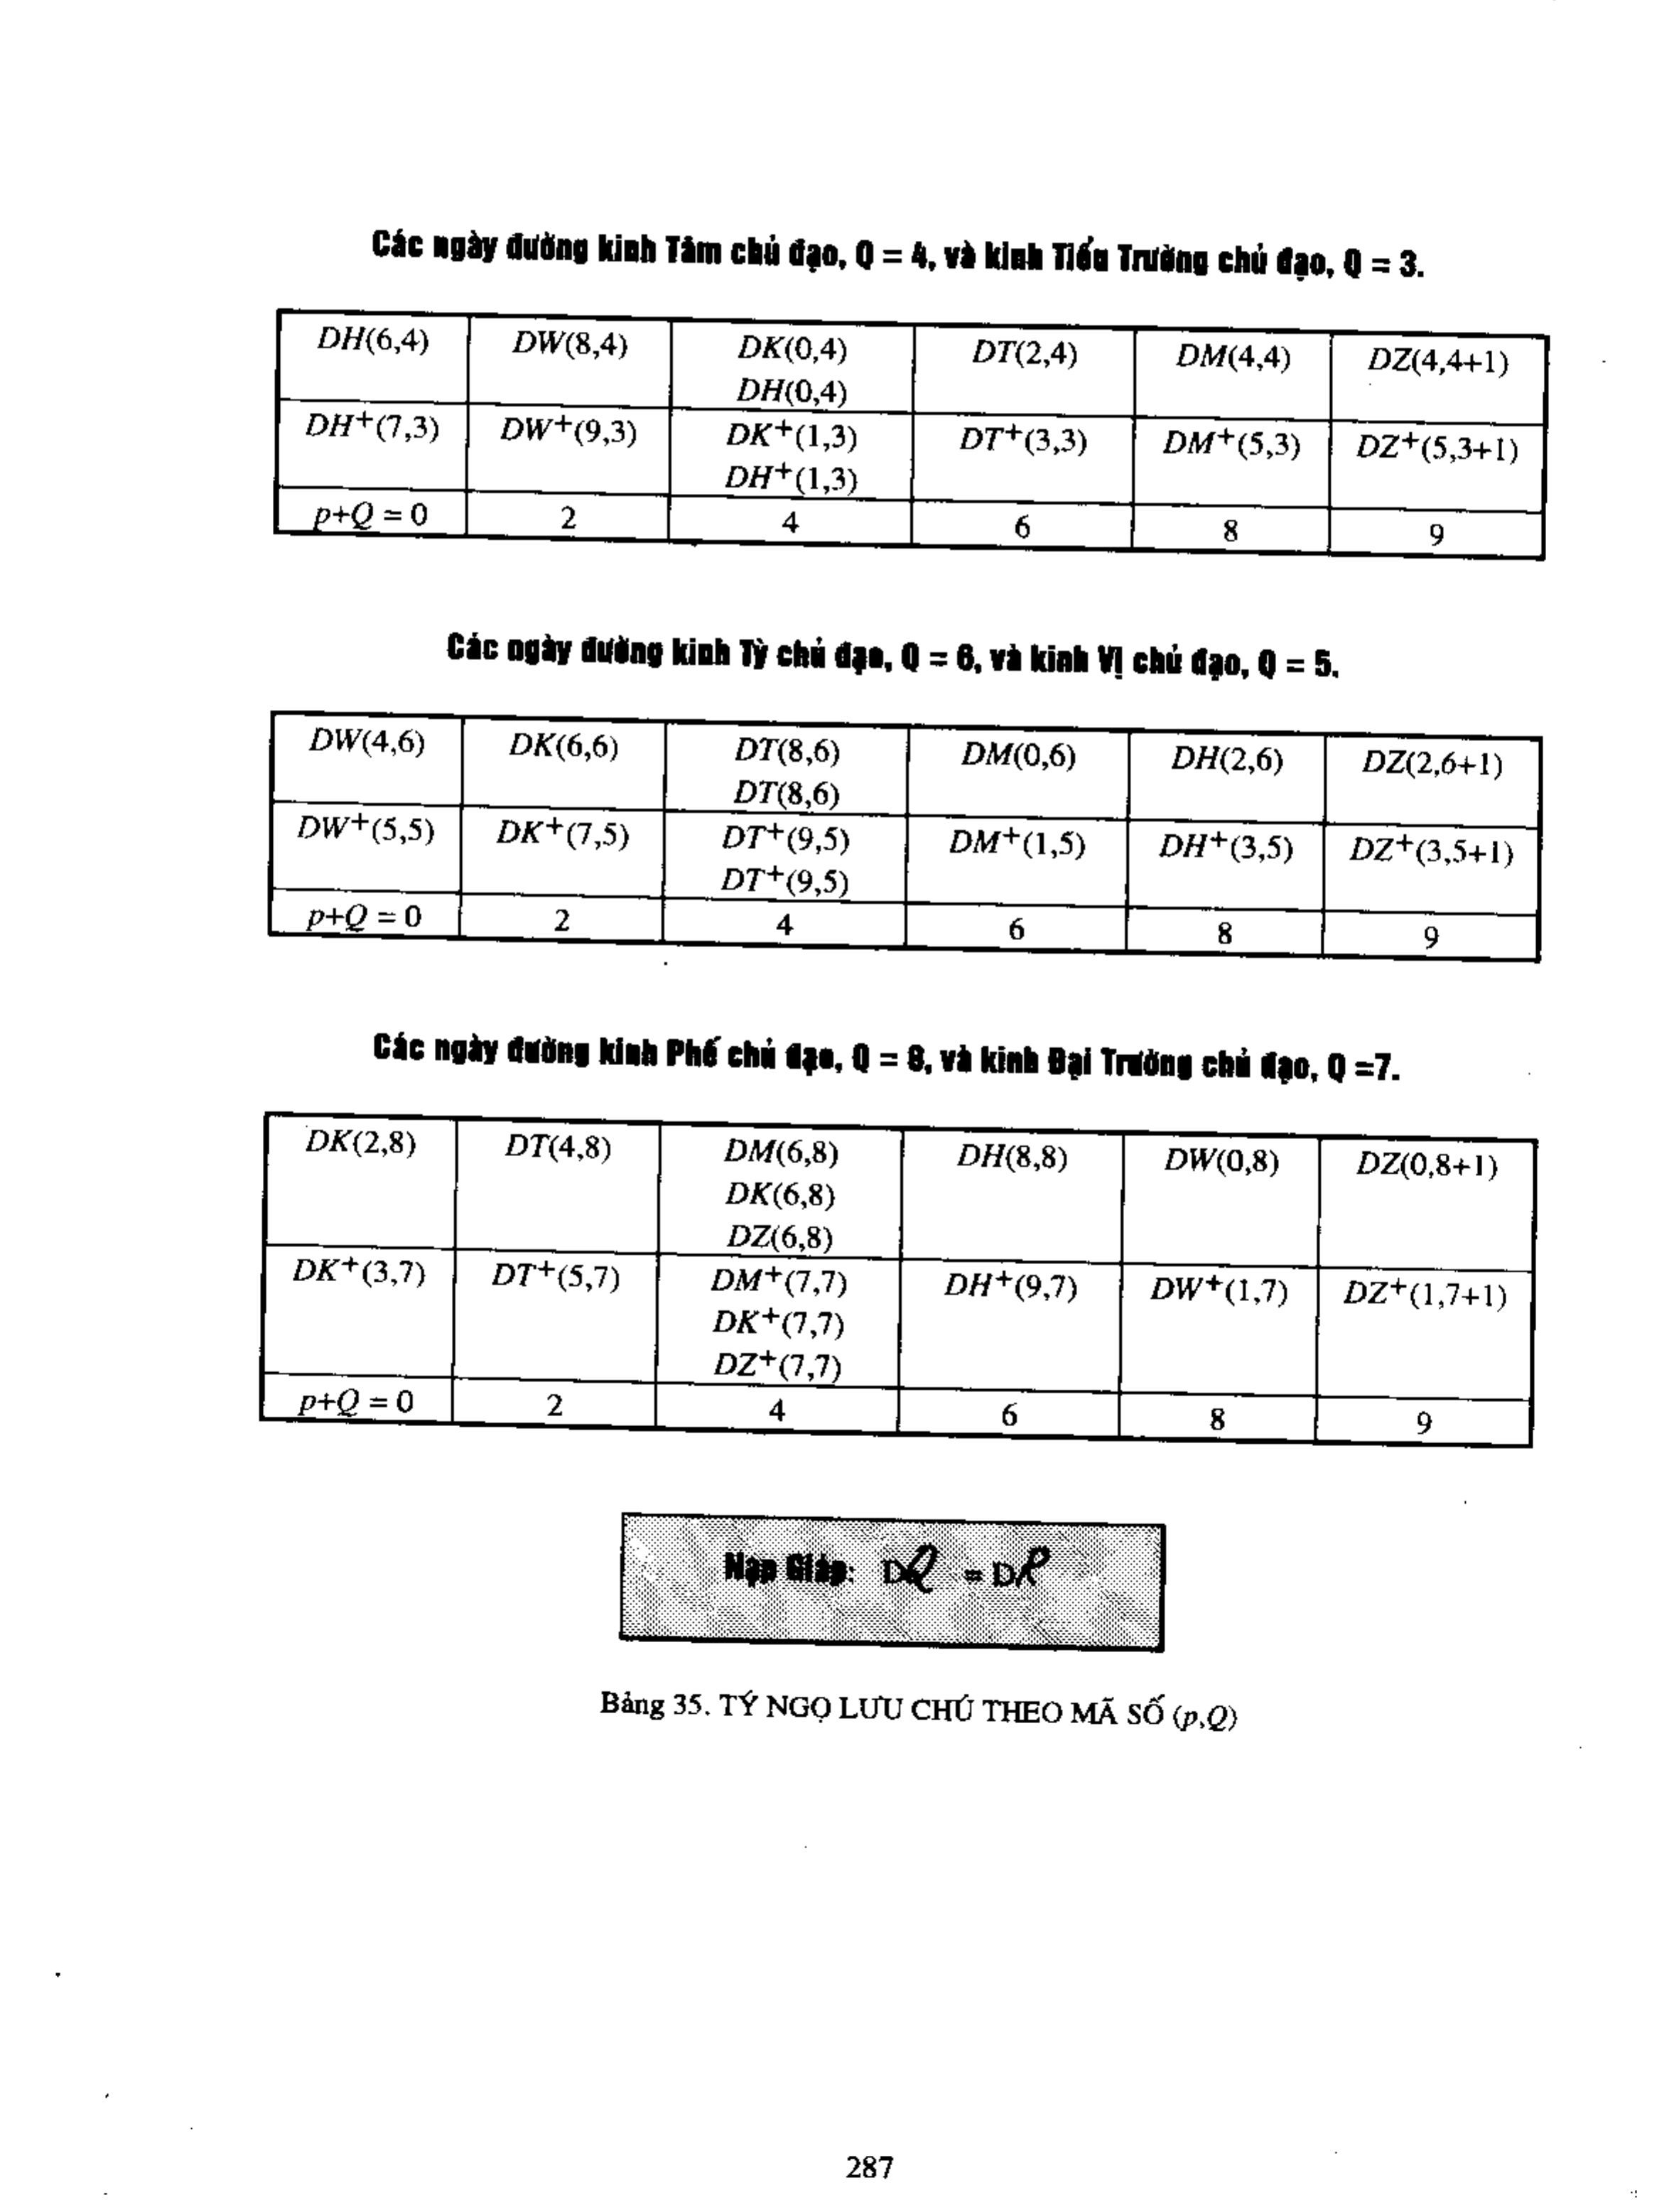 Các ngày đường kinh Tâm chủ đạo, Q = 4, và kinh Tiểu Trường chủ đạo, Q = 3.
DH(6,4) DW(8,4) DK(0,4) DT(2,4) DM(4,4) DZ(4,4+1)
DH(0,4)
DH+(7,3) DW+(9,3) DK+(1,3) DT+(3,3) DM+(5,3) DZ+(5,3+1)
DH+(1,3)
p+Q = 0 2 4 6 8 9
Các ngày đường kinh Tỳ chủ đạo, Q = 6, và kinh Vị chủ đạo, Q = 5.
DW(4,6) DK(6,6) DT(8,6) DM(0,6) DH(2,6) DZ(2,6+1)
DT(8,6)
DW+(5,5) DK+(7,5) DT+(9,5) DM+(1,5) DH+(3,5) DZ+(3,5+1)
DT+(9,5)
p+Q = 0 2 4 6 8 9
Các ngày đường kinh Phế chủ đạo, Q = 8, và kinh Đại Trường chủ đạo, Q =7.
DK(2,8) DT(4,8) DM(6,8) DH(8,8) DW(0,8) DZ(0,8+1)
DK(6,8)
DZ(6,8)
DK+(3,7) DT+(5,7) DM+(7,7) DH+(9,7) DW+(1,7) DZ+(1,7+1)
DK+(7,7)
DZ+(7,7)
p+Q = 0 2 4 6 8 9
Nạp Giáp: DQ = D
Bảng 35. TÝ NGỌ LƯU CHÚ THEO MÃ SỐ (p,Q)
287